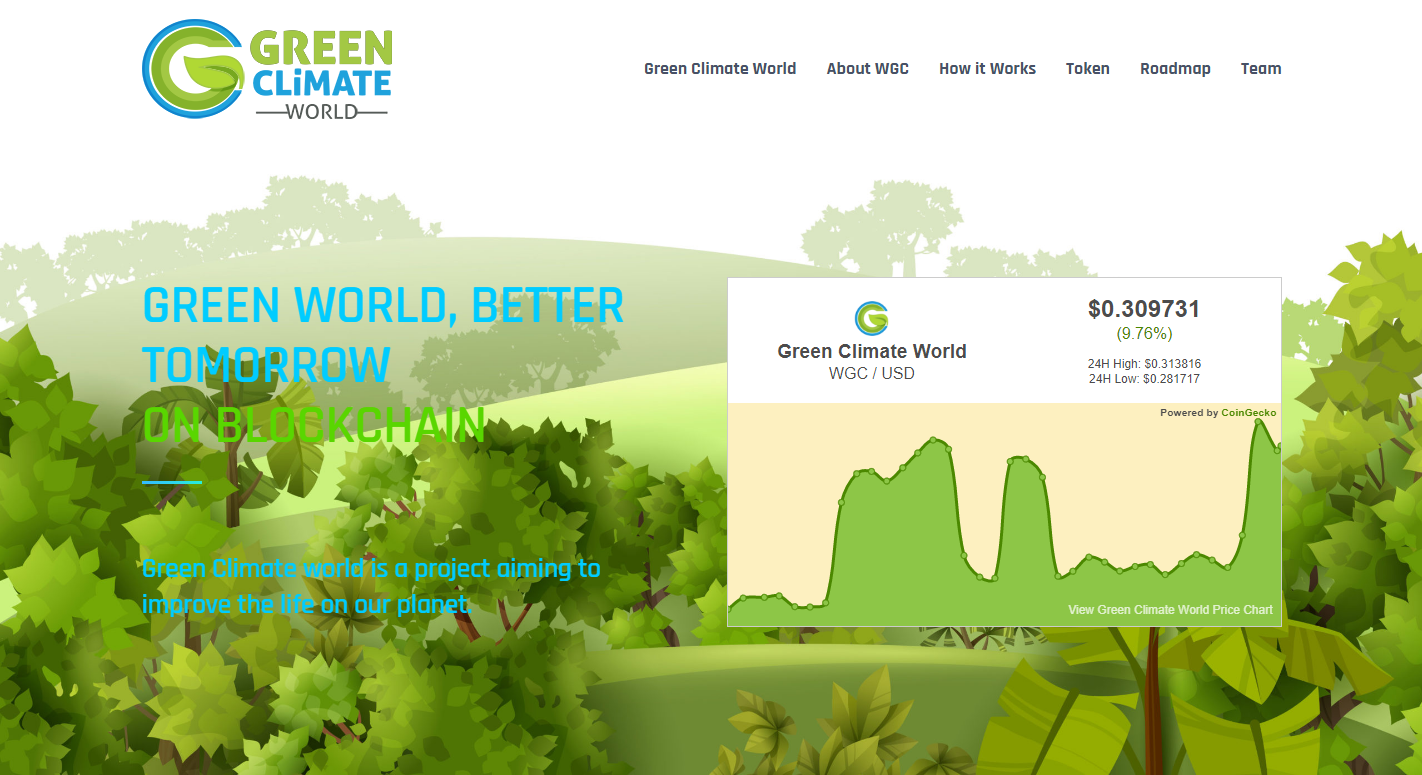 GREEN
CLiMATE
WORLD
Green Climate World About WGC How it Works Token Roadmap Team
GREEN WORLD, BETTER
TOMORROW
ON BLOCKCHAIN
Green Climate world is a project aiming to
improve the life on our planet.
Green Climate World
WGC / USD
$0.309731
(9.76%)
24H High: $0.313816
24H Low: $0.281717
Powered by CoinGecko
View Green Climate World Price Chart